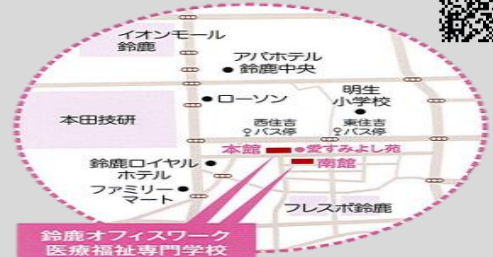 イオンモール
鈴鹿
アパホテル
鈴鹿中央
ローソン
明生
小学校
本田技研
西住吉
バス停
東住吉
バス停
本館
愛すみよし苑
南館
鈴鹿ロイヤル
ホテル
ファミリー
マート
フレスポ鈴鹿
鈴鹿オフィスワーク
医療福祉専門学校